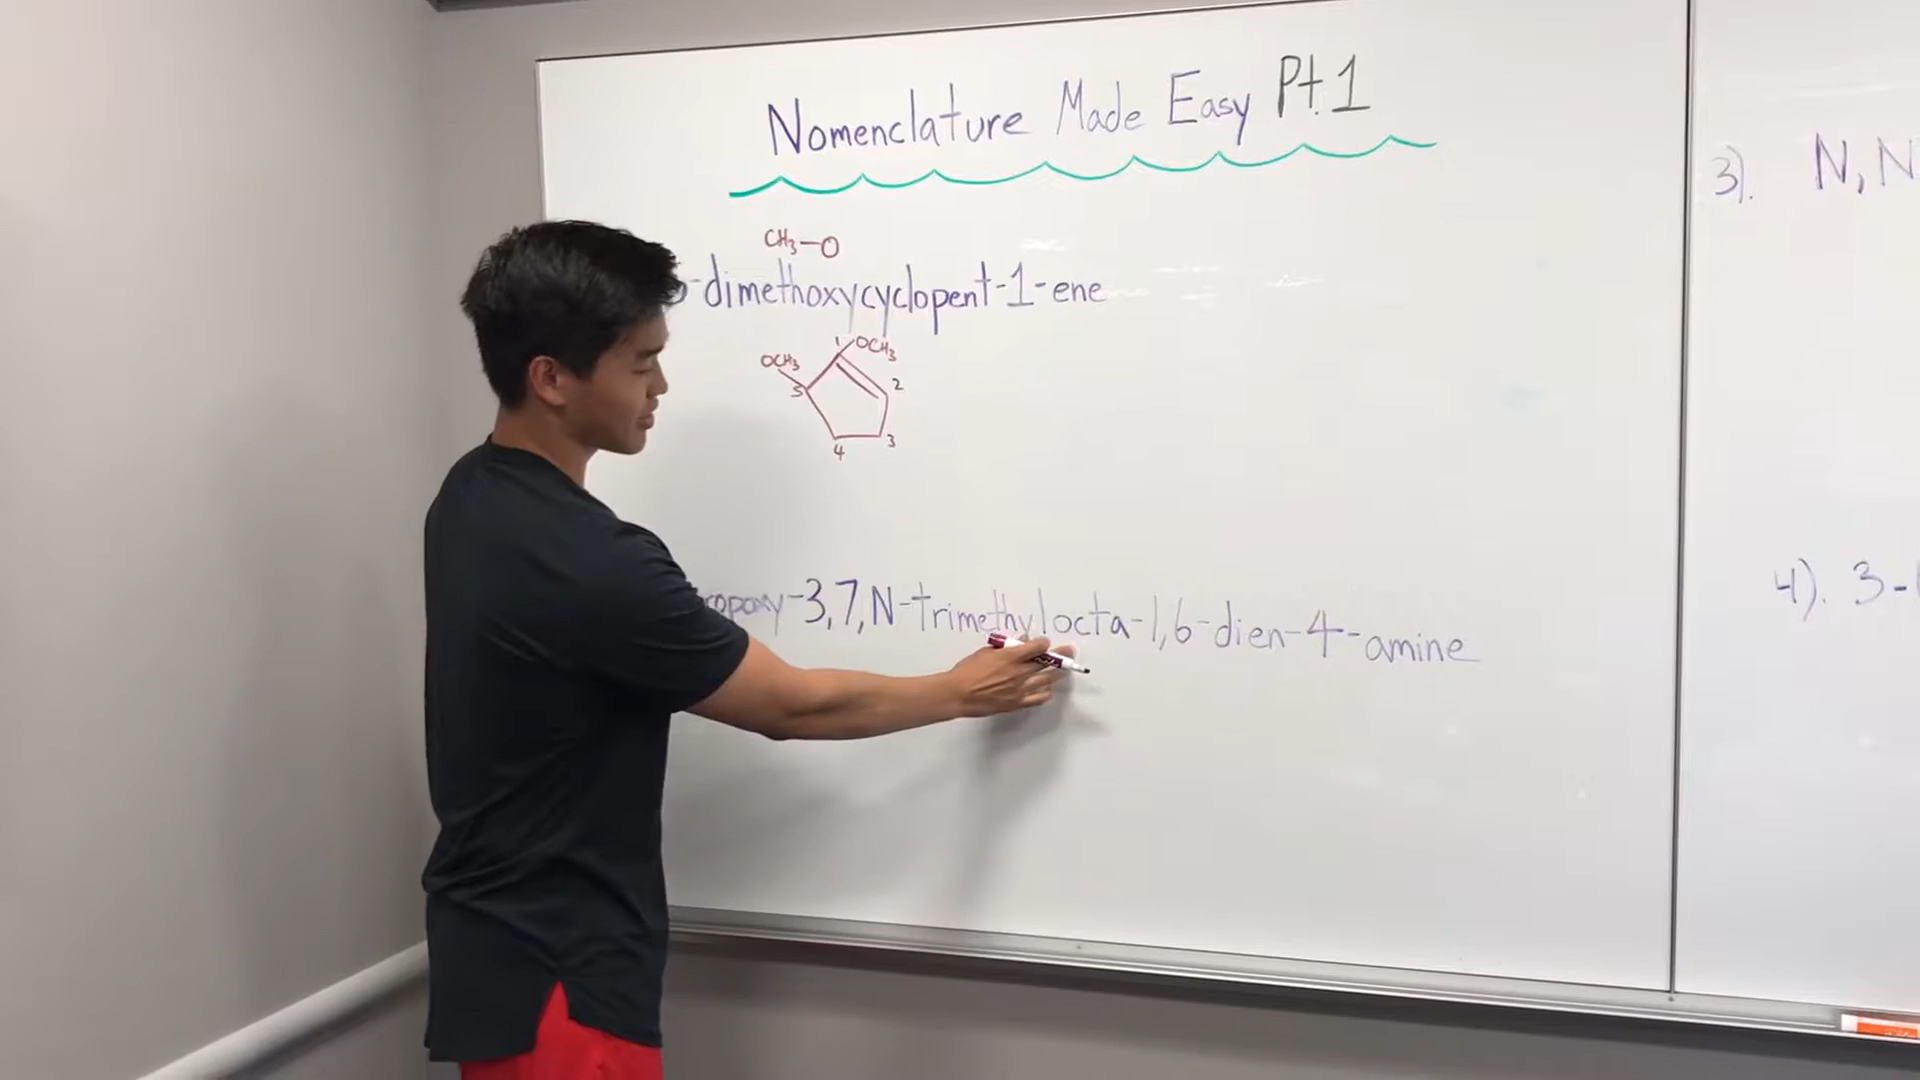 Nomenclature Made Easy Pt.1
CH3-O
-dimethoxycyclopent-1-ene
1 OCH3
OCH3
2
5
3
4
-3,7,N-trimethylocta-1,6-dien-4-amine
3). N,N
4). 3-